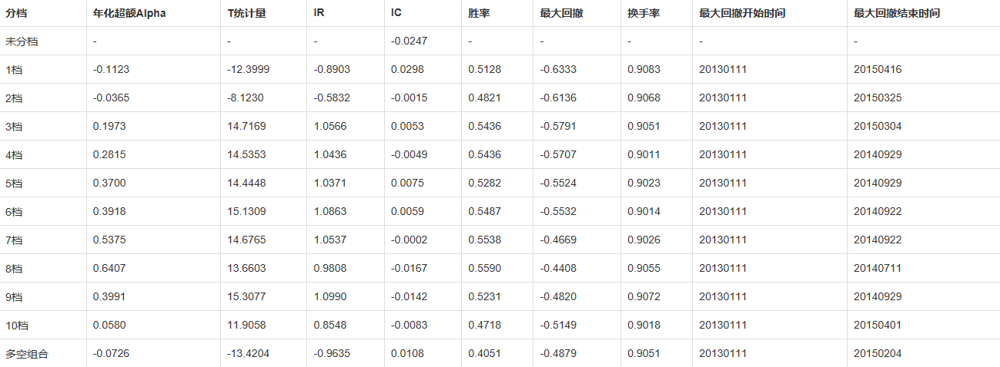 分档 年化超额Alpha T统计量 IR IC 胜率 最大回撤 换手率 最大回撤开始时间 最大回撤结束时间
未分档 - - - -0.0247 - - - - -
1档 -0.1123 -12.3999 -0.8903 0.0298 0.5128 -0.6333 0.9083 20130111 20150416
2档 -0.0365 -8.1230 -0.5832 -0.0015 0.4821 -0.6136 0.9068 20130111 20150325
3档 0.1973 14.7169 1.0566 0.0053 0.5436 -0.5791 0.9051 20130111 20150304
4档 0.2815 14.5353 1.0436 -0.0049 0.5436 -0.5707 0.9011 20130111 20140929
5档 0.3700 14.4448 1.0371 0.0075 0.5282 -0.5524 0.9023 20130111 20140929
6档 0.3918 15.1309 1.0863 0.0059 0.5487 -0.5532 0.9014 20130111 20140922
7档 0.5375 14.6765 1.0537 -0.0002 0.5538 -0.4669 0.9026 20130111 20140922
8档 0.6407 13.6603 0.9808 -0.0167 0.5590 -0.4408 0.9055 20130111 20140711
9档 0.3991 15.3077 1.0990 -0.0142 0.5231 -0.4820 0.9072 20130111 20140929
10档 0.0580 11.9058 0.8548 -0.0083 0.4718 -0.5149 0.9018 20130111 20150401
多空组合 -0.0726 -13.4204 -0.9635 0.0108 0.4051 -0.4879 0.9051 20130111 20150204